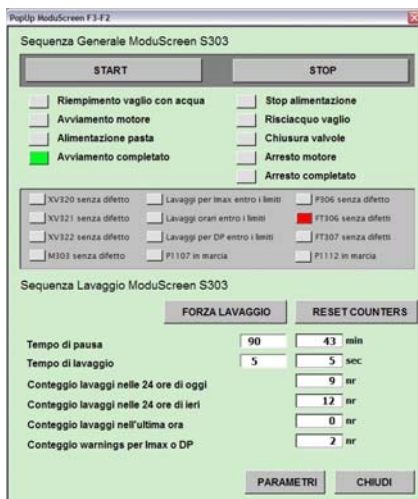 PopUp ModuScreen F3-F2
Sequenza Generale ModuScreen S303
START STOP
Riempimento vaglio con acqua Stop alimentazione
Avviamento motore Risciacquo vaglio
Alimentazione pasta Chiusura valvole
Avviamento completato Arresto motore
Arresto completato
XV320 senza difetto Lavaggi per Imax entro i limiti P306 senza difetto
XV321 senza difetto Lavaggi orari entro i limiti FT306 senza difetti
XV322 senza difetto Lavaggi per DP entro i limiti FT307 senza difetti
M303 senza difetto P1107 in marcia P1112 in marcia
Sequenza Lavaggio ModuScreen S303
FORZA LAVAGGIO RESET COUNTERS
Tempo di pausa 90 43 min
Tempo di lavaggio 5 5 sec
Conteggio lavaggi nelle 24 ore di oggi 9 nr
Conteggio lavaggi nelle 24 ore di ieri 12 nr
Conteggio lavaggi nell'ultima ora 0 nr
Conteggio warnings per Imax o DP 2 nr
PARAMETRI CHIUDI